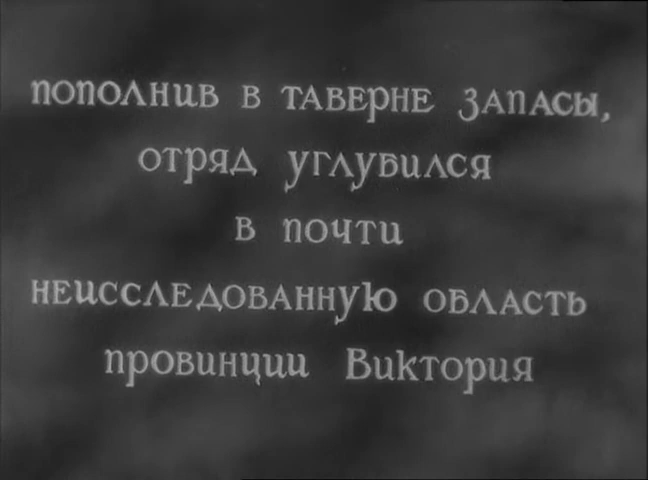 пополнив в таверне запасы,
отряд углубился
в почти
неисследованную область
провинции Виктория